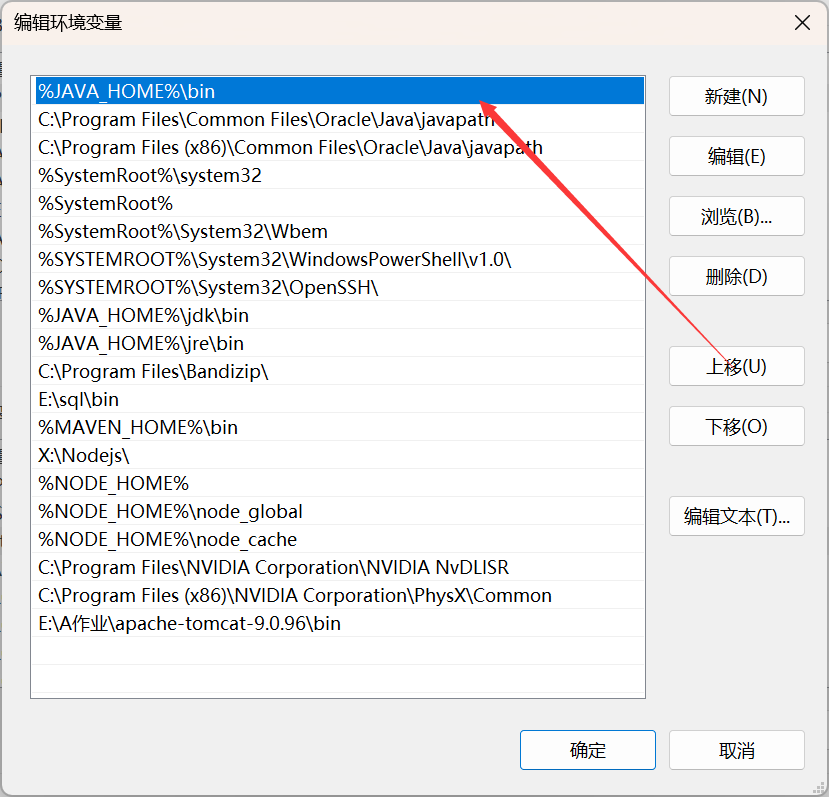 编辑环境变量
%JAVA_HOME%\bin
新建(N)
C:\Program Files\Common Files\Oracle\Java\javapath
C:\Program Files (x86)\Common Files\Oracle\Java\javapath
编辑(E)
%SystemRoot%\system32
%SystemRoot%
浏览(B)...
%SystemRoot%\System32\Wbem
%SYSTEMROOT%\System32\WindowsPowerShell\v1.0\
删除(D)
%SYSTEMROOT%\System32\OpenSSH\
%JAVA_HOME%\jdk\bin
%JAVA_HOME%\jre\bin
上移(U)
C:\Program Files\Bandizip\
E:\sql\bin
下移(O)
%MAVEN_HOME%\bin
X:\Nodejs\
%NODE_HOME%
%NODE_HOME%\node_global
编辑文本(T)...
%NODE_HOME%\node_cache
C:\Program Files\NVIDIA Corporation\NVIDIA NvDLISR
C:\Program Files (x86)\NVIDIA Corporation\PhysX\Common
E:\A作业\apache-tomcat-9.0.96\bin
确定
取消